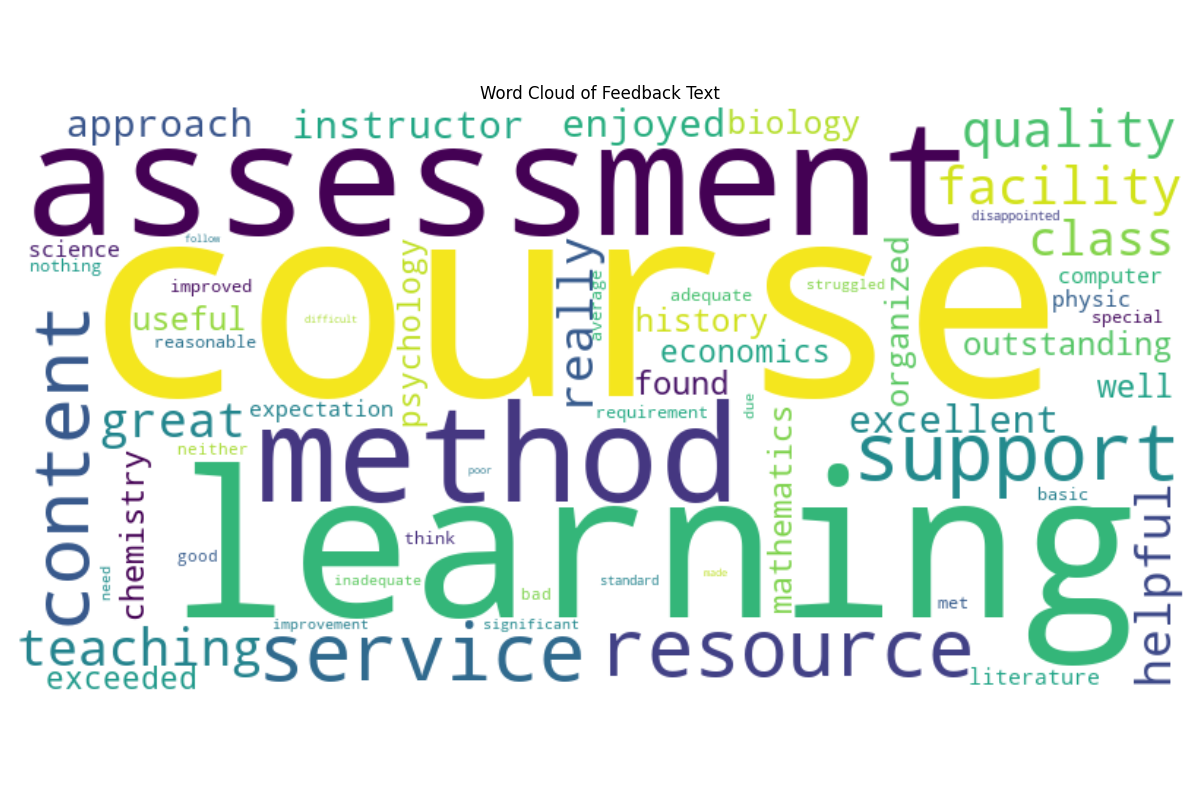 Word Cloud of Feedback Text
approach
instructor
enjoyed
biology
quality
assessment
facility
disappointed
science
follow
nothing
course
class
computer
improved
psychology
really
average
adequate
struggled
organized
physic
special
useful
difficult
history
reasonable
economics
outstanding
content
found
well
great
expectation
requirement
due
excellent
method
support
neither
chemistry
poor
mathematics
basic
helpful
learning
good
think
need
inadequate
bad
standard
made
met
improvement
significant
teaching
service
resource
exceeded
literature